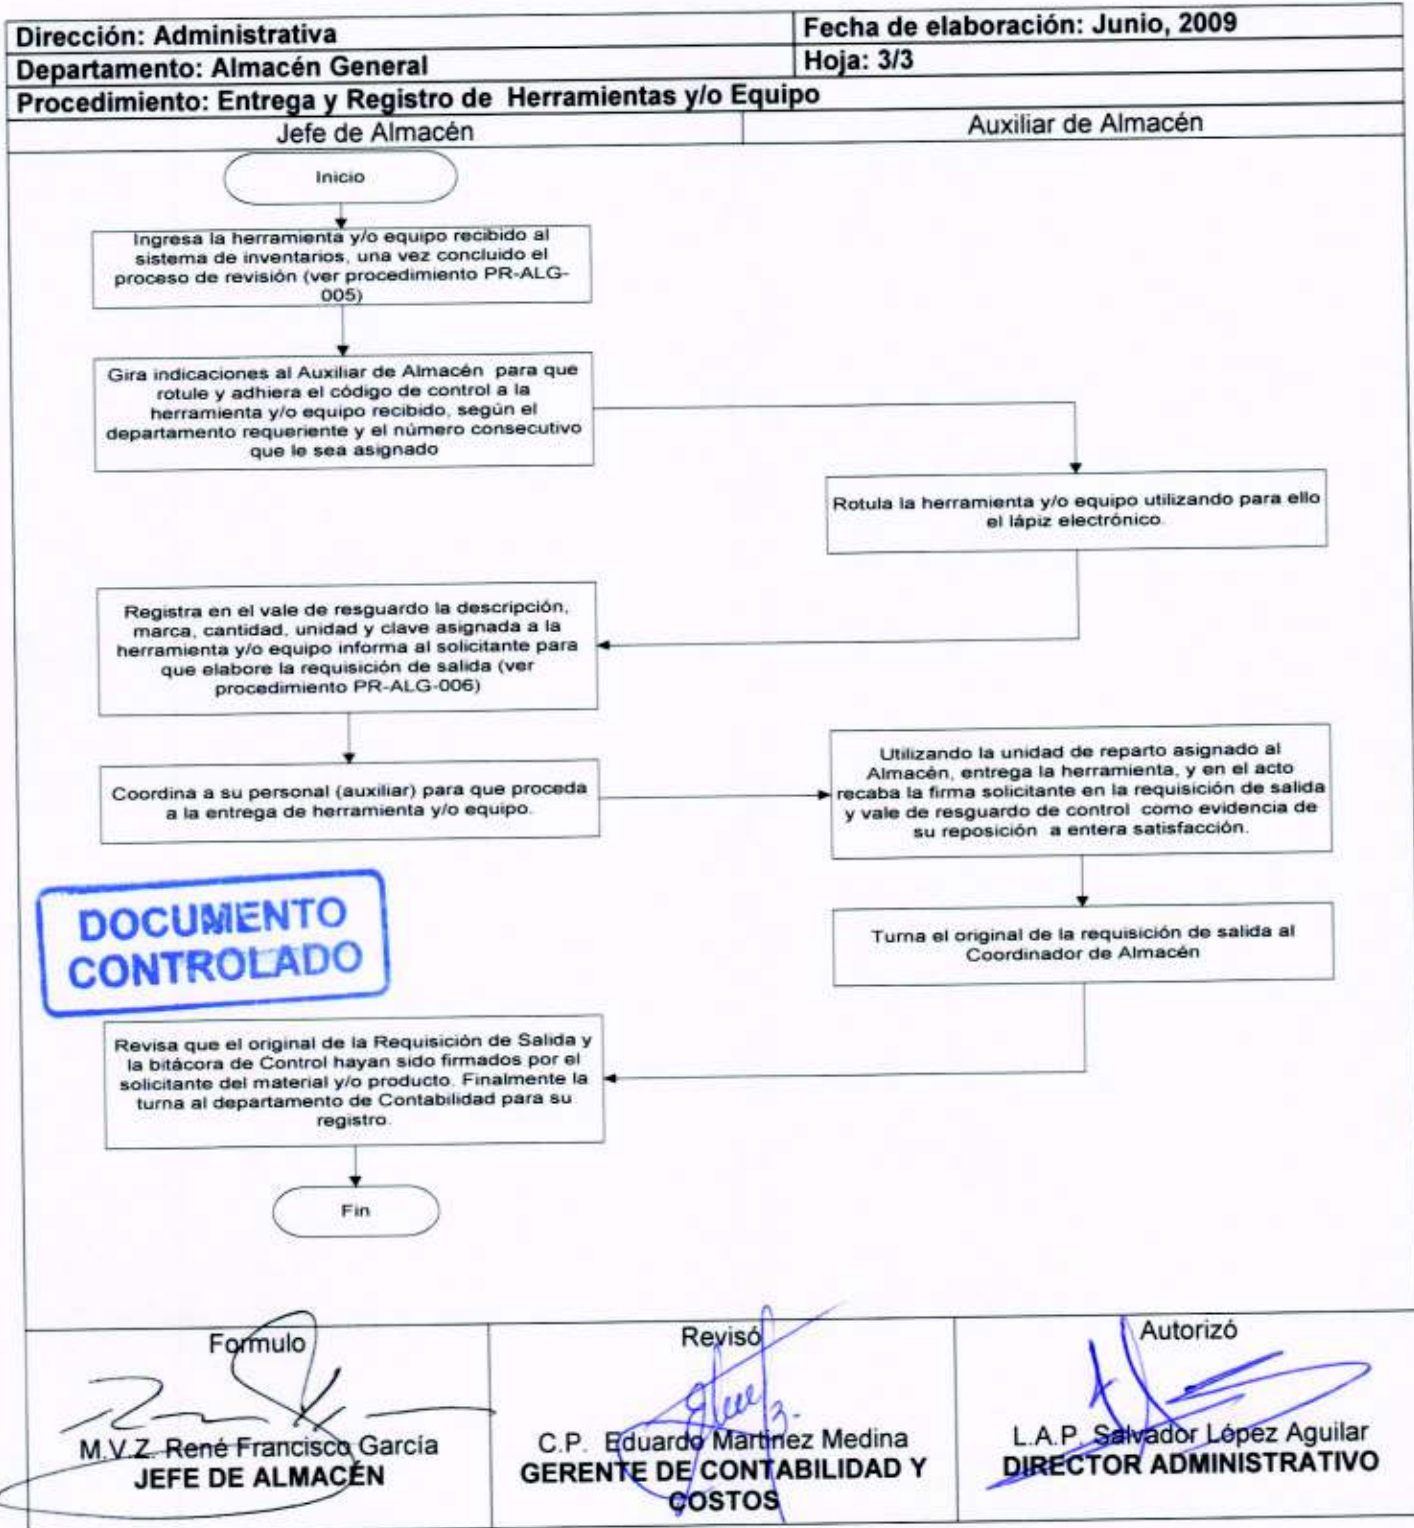 Dirección: Administrativa
Fecha de elaboración: Junio, 2009
Departamento: Almacén General
Hoja: 3/3
Procedimiento: Entrega y Registro de Herramientas y/o Equipo
Jefe de Almacén
Auxiliar de Almacén
Inicio
Ingresa la herramienta y/o equipo recibido al
sistema de inventarios, una vez concluido el
proceso de revisión (ver procedimiento PR-ALG-
005)
Gira indicaciones al Auxiliar de Almacén para que
rotule y adhiera el código de control a la
herramienta y/o equipo recibido, según el
departamento requeriente y el número consecutivo
que le sea asignado
Rotula la herramienta y/o equipo utilizando para ello
el lápiz electrónico.
Registra en el vale de resguardo la descripción,
marca, cantidad, unidad y clave asignada a la
herramienta y/o equipo informa al solicitante para
que elabore la requisición de salida (ver
procedimiento PR-ALG-006)
Coordina a su personal (auxiliar) para que proceda
a la entrega de herramienta y/o equipo.
Utilizando la unidad de reparto asignado al
Almacén, entrega la herramienta, y en el acto
recaba la firma solicitante en la requisición de salida
y vale de resguardo de control como evidencia de
su reposición a entera satisfacción.
DOCUMENTO
CONTROLADO
Turna el original de la requisición de salida al
Coordinador de Almacén
Revisa que el original de la Requisición de Salida y
la bitácora de Control hayan sido firmados por el
solicitante del material y/o producto. Finalmente la
turna al departamento de Contabilidad para su
registro.
Fin
Formulo
M.V.Z. René Francisco García
JEFE DE ALMACÉN
Revisó
C.P. Eduardo Martinez Medina
GERENTE DE CONTABILIDAD Y
COSTOS
Autorizó
L.A.P. Salvador López Aguilar
DIRECTOR ADMINISTRATIVO